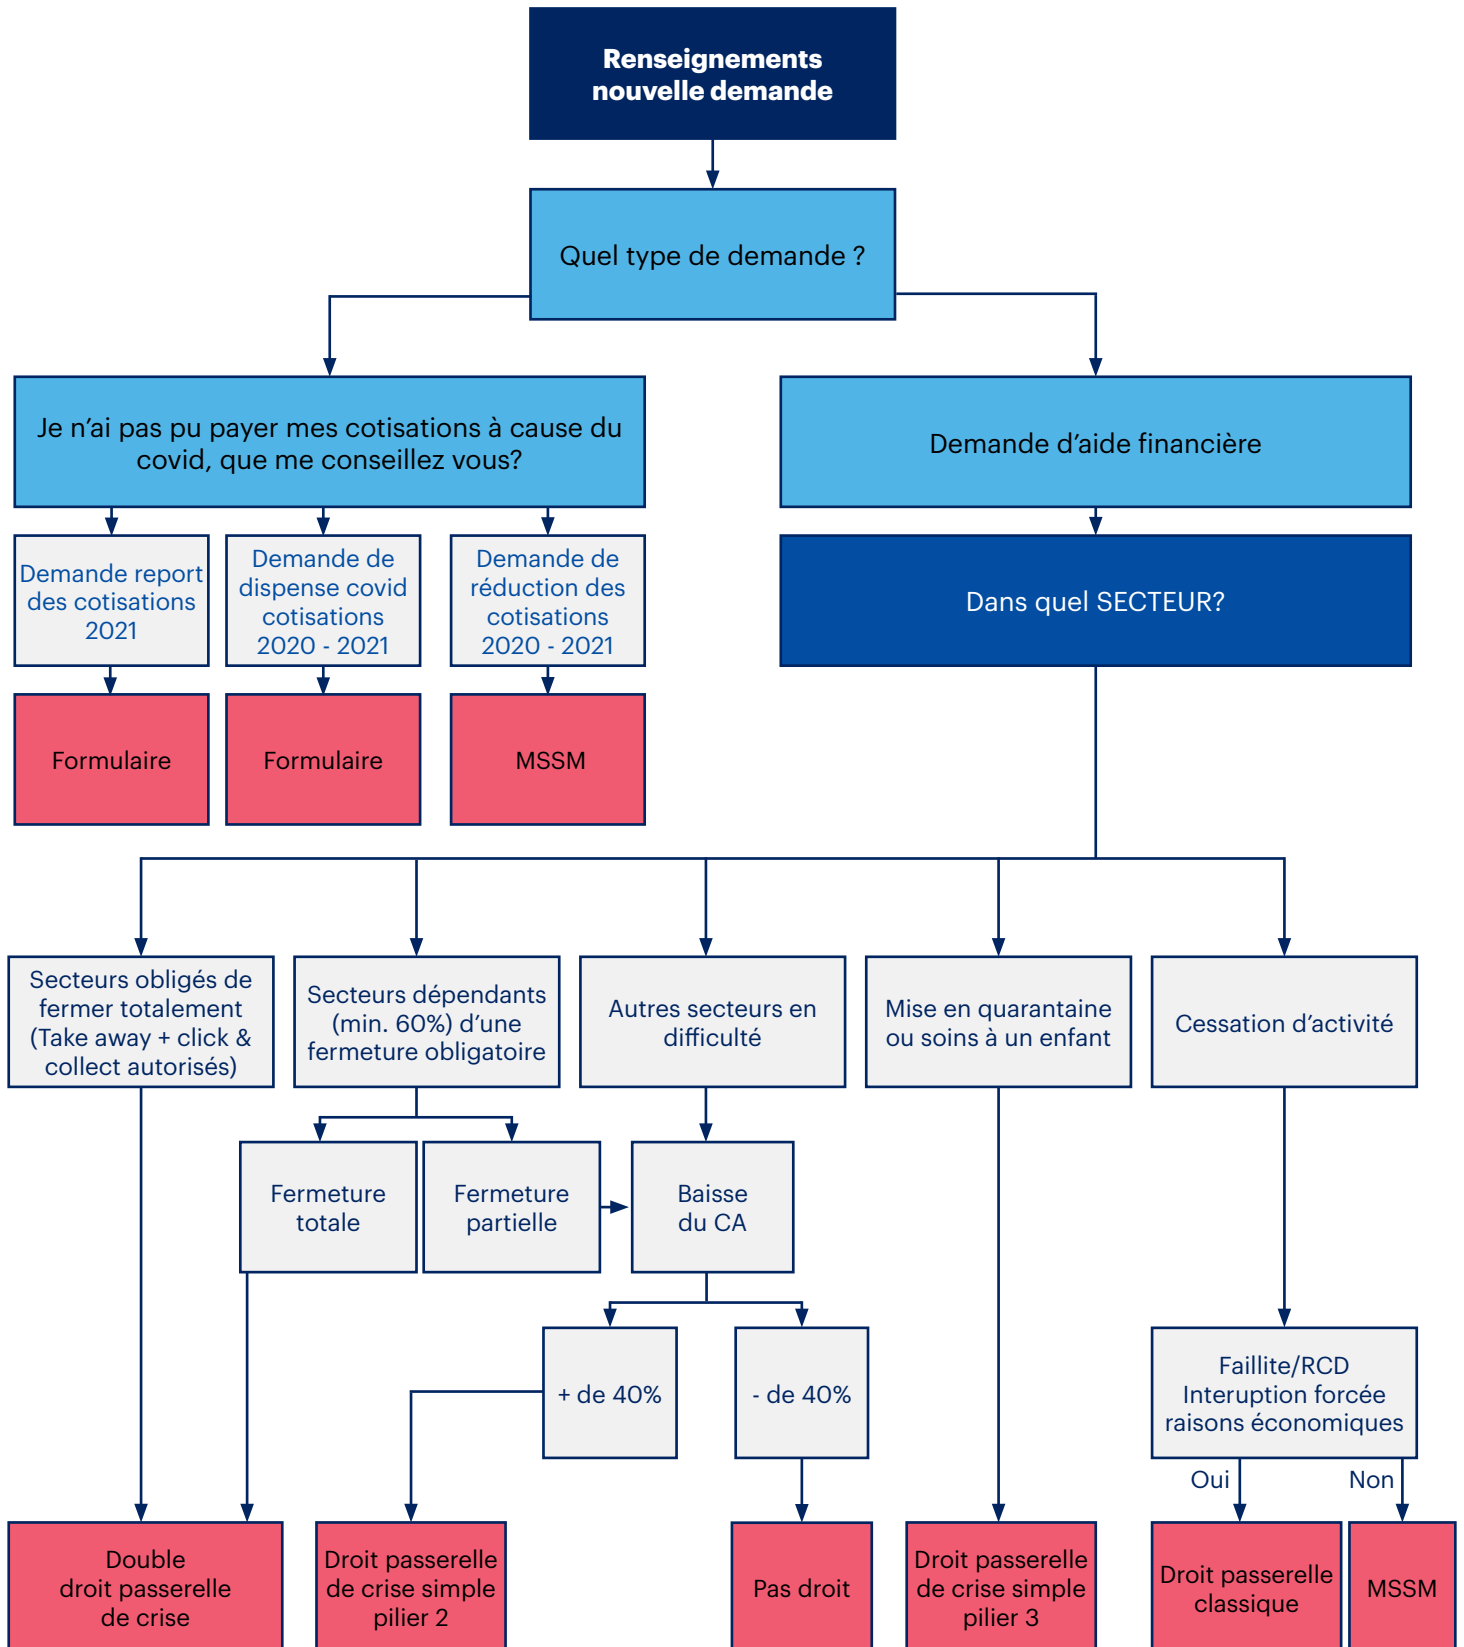 Renseignements
nouvelle demande
Quel type de demande ?
Je n’ai pas pu payer mes cotisations à cause du
covid, que me conseillez vous?
Demande d’aide financière
Demande report
des cotisations
2021
Demande de
dispense covid
cotisations
2020 - 2021
Demande de
réduction des
cotisations
2020 - 2021
Dans quel SECTEUR?
Formulaire
Formulaire
MSSM
Secteurs obligés de
fermer totalement
(Take away + click &
collect autorisés)
Secteurs dépendants
(min. 60%) d’une
fermeture obligatoire
Autres secteurs en
difficulté
Mise en quarantaine
ou soins à un enfant
Cessation d’activité
Fermeture
totale
Fermeture
partielle
Baisse
du CA
+ de 40%
- de 40%
Faillite/RCD
Interuption forcée
raisons économiques
Oui
Non
Double
droit passerelle
de crise
Droit passerelle
de crise simple
pilier 2
Pas droit
Droit passerelle
de crise simple
pilier 3
Droit passerelle
classique
MSSM